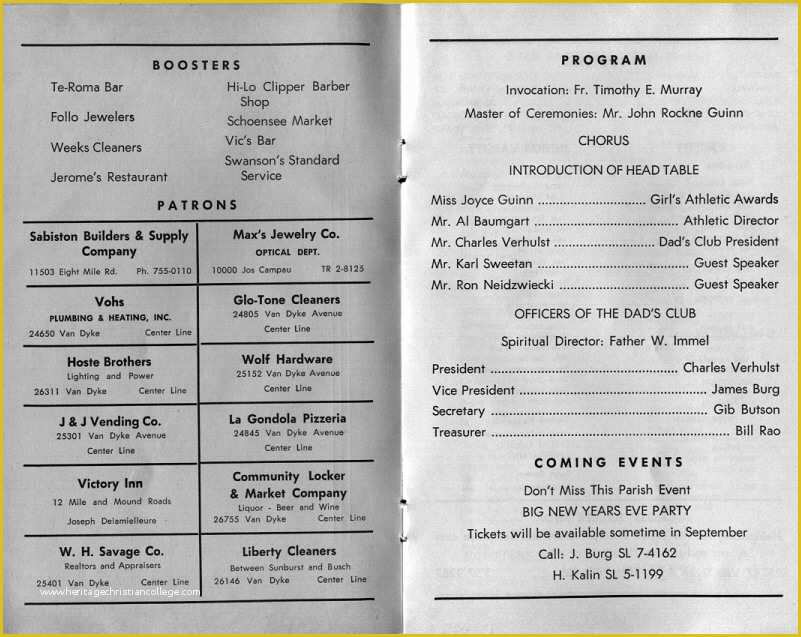 BOOSTERS
Te-Roma Bar
Follo Jewelers
Weeks Cleaners
Jerome's Restaurant
Hi-Lo Clipper Barber
Shop
Schoensee Market
Vic's Bar
Swanson's Standard
Service
PATRONS
Sabiston Builders & Supply
Company
11503 Eight Mile Rd. Ph. 755-0110
Max's Jewelry Co.
OPTICAL DEPT.
10000 Jos Campau TR 2-8125
Vohs
PLUMBING & HEATING, INC.
24650 Van Dyke Center Line
Glo-Tone Cleaners
24805 Van Dyke Avenue
Center Line
Hoste Brothers
Lighting and Power
26311 Van Dyke Center Line
Wolf Hardware
25152 Van Dyke Avenue
Center Line
J & J Vending Co.
25301 Van Dyke Avenue
Center Line
La Gondola Pizzeria
24845 Van Dyke Avenue
Center Line
Victory Inn
12 Mile and Mound Roads
Joseph Delamielleure
Community Locker
& Market Company
Liquor - Beer and Wine
26755 Van Dyke Center Line
W. H. Savage Co.
Realtors and Appraisers
25401 Van Dyke Center Line
Liberty Cleaners
Between Sunburst and Busch
26146 Van Dyke Center Line
www.heritagechristiancollege.com
PROGRAM
Invocation: Fr. Timothy E. Murray
Master of Ceremonies: Mr. John Rockne Guinn
CHORUS
INTRODUCTION OF HEAD TABLE
Miss Joyce Guinn ............................ Girl's Athletic Awards
Mr. Al Baumgart ..................................... Athletic Director
Mr. Charles Verhulst .......................... Dad's Club President
Mr. Karl Sweetan ....................................... Guest Speaker
Mr. Ron Neidzwiecki .................................. Guest Speaker
OFFICERS OF THE DAD'S CLUB
Spiritual Director: Father W. Immel
President ................................................ Charles Verhulst
Vice President ................................................ James Burg
Secretary ........................................................ Gib Butson
Treasurer ............................................................. Bill Rao
COMING EVENTS
Don't Miss This Parish Event
BIG NEW YEARS EVE PARTY
Tickets will be available sometime in September
Call: J. Burg SL 7-4162
H. Kalin SL 5-1199